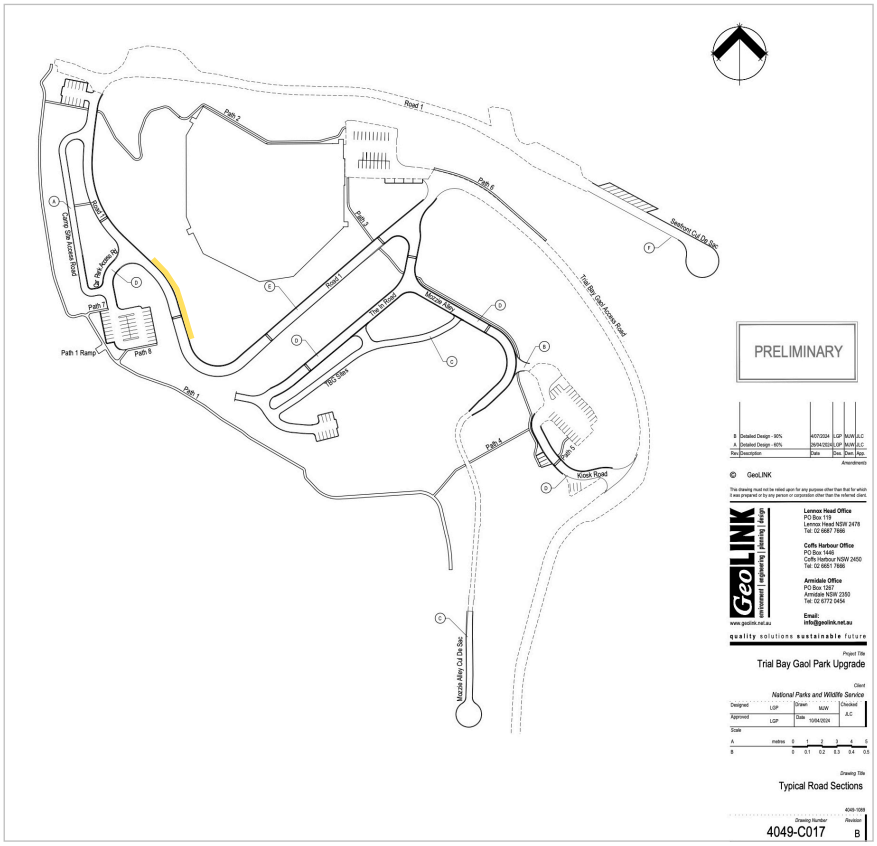 Road 1
Path 2
Path 6
A
Path 3
Road 1
Camp Site Access Road
Car Park Access Rd
Seafront Cul De Sac
F
D
E
Road 1
Trial Bay Gaol Access Road
Mozzie Alley
The In Road
D
Path 7
D
B
Path 1 Ramp
Path 8
C
TBG Sites
Path 1
Path 4
Path 5
Kiosk Road
D
C
Mozzie Alley Cul De Sac
PRELIMINARY
B Detailed Design - 90% 4/07/2024 LGP MJW JLC
A Detailed Design - 60% 26/04/2024 LGP MJW JLC
Rev Description Date Des. Drn. App.
Amendments
© GeoLINK
This drawing must not be relied upon for any purpose other than that for which
it was prepared or by any person or corporation other than the referred client.
GeoLINK
environment | engineering | planning | design
www.geolink.net.au
Lennox Head Office
PO Box 119
Lennox Head NSW 2478
Tel: 02 6687 7666
Coffs Harbour Office
PO Box 1446
Coffs Harbour NSW 2450
Tel: 02 6651 7666
Armidale Office
PO Box 1267
Armidale NSW 2350
Tel: 02 6772 0454
Email:
info@geolink.net.au
quality solutions sustainable future
Project Title
Trial Bay Gaol Park Upgrade
Client
National Parks and Wildlife Service
Designed LGP Drawn MJW Checked
JLC
Approved LGP Date 10/04/2024
Scale
A metres 0 1 2 3 4 5
B 0 0.1 0.2 0.3 0.4 0.5
Drawing Title
Typical Road Sections
4049-1089
Drawing Number Revision
4049-C017 B